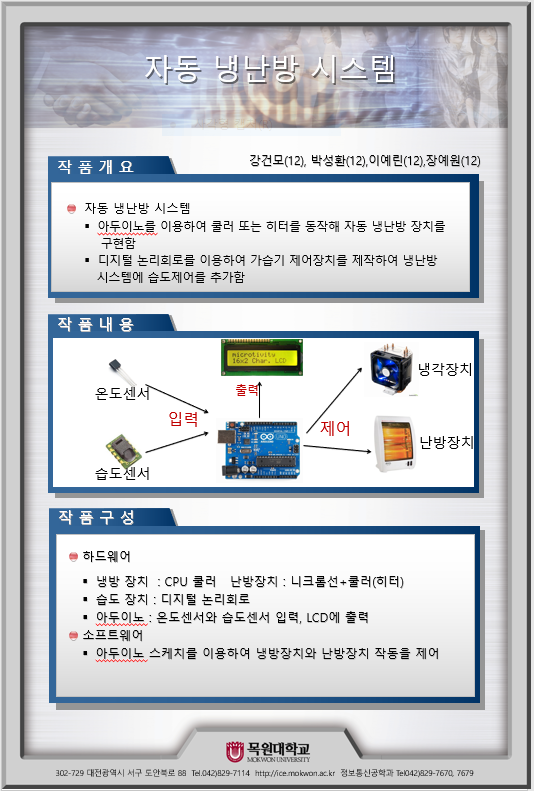 자동 냉난방 시스템
강건모(12), 박성환(12),이예린(12),장예원(12)
작 품 개 요
자동 냉난방 시스템
아두이노를 이용하여 쿨러 또는 히터를 동작해 자동 냉난방 장치를
구현함
디지털 논리회로를 이용하여 가습기 제어장치를 제작하여 냉난방
시스템에 습도제어를 추가함
작 품 내 용
microtivity
16x2 Char. LCD
냉각장치
온도센서
출력
입력
제어
난방장치
습도센서
작 품 구 성
하드웨어
냉방 장치 : CPU 쿨러 난방장치 : 니크롬선+쿨러(히터)
습도 장치 : 디지털 논리회로
아두이노 : 온도센서와 습도센서 입력, LCD에 출력
소프트웨어
아두이노 스케치를 이용하여 냉방장치와 난방장치 작동을 제어
목원대학교
MOKWON UNIVERSITY
302-729 대전광역시 서구 도안북로 88 Tel.042)829-7114 http://ice.mokwon.ac.kr 정보통신공학과 Tel042)829-7670, 7679